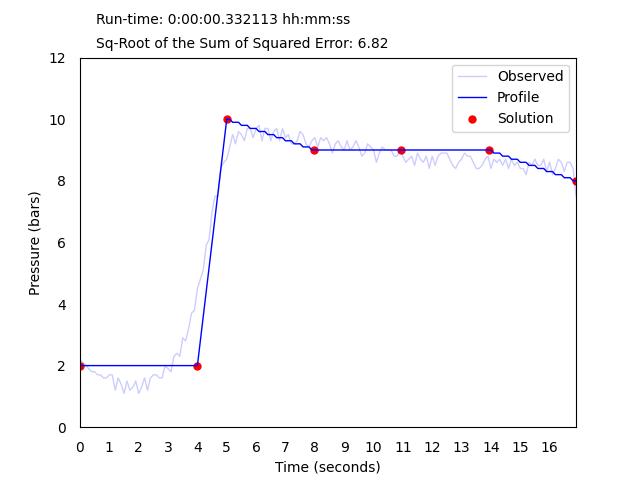 Run-time: 0:00:00.332113 hh:mm:ss
Sq-Root of the Sum of Squared Error: 6.82
12
10
8
6
4
2
0
Pressure (bars)
Observed
Profile
Solution
0 1 2 3 4 5 6 7 8 9 10 11 12 13 14 15 16
Time (seconds)